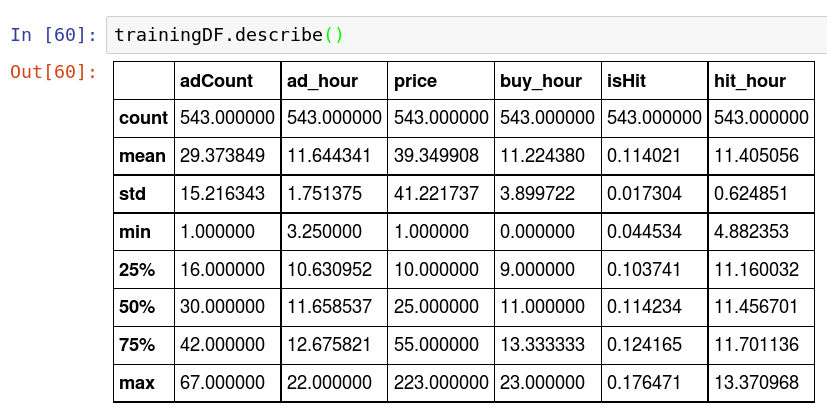 In [60]: trainingDF.describe()
Out[60]:
adCount ad_hour price buy_hour isHit hit_hour
count 543.000000 543.000000 543.000000 543.000000 543.000000 543.000000
mean 29.373849 11.644341 39.349908 11.224380 0.114021 11.405056
std 15.216343 1.751375 41.221737 3.899722 0.017304 0.624851
min 1.000000 3.250000 1.000000 0.000000 0.044534 4.882353
25% 16.000000 10.630952 10.000000 9.000000 0.103741 11.160032
50% 30.000000 11.658537 25.000000 11.000000 0.114234 11.456701
75% 42.000000 12.675821 55.000000 13.333333 0.124165 11.701136
max 67.000000 22.000000 223.000000 23.000000 0.176471 13.370968